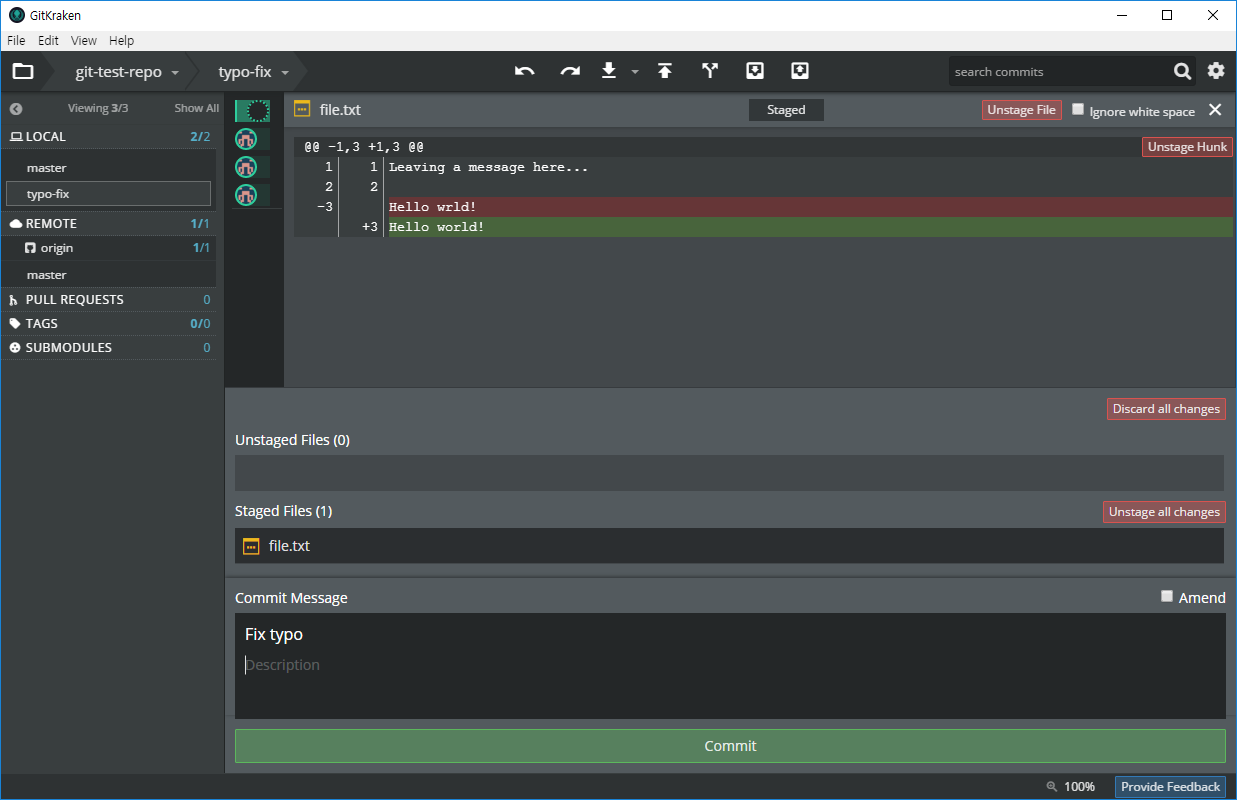 GitKraken
File Edit View Help
git-test-repo typo-fix search commits
Viewing 3/3 Show All
LOCAL 2/2
master
typo-fix
REMOTE 1/1
origin 1/1
master
PULL REQUESTS 0
TAGS 0/0
SUBMODULES 0
file.txt Staged Unstage File Ignore white space
@@ -1,3 +1,3 @@ Unstage Hunk
1 1 Leaving a message here...
2 2
-3 Hello wrld!
+3 Hello world!
Discard all changes
Unstaged Files (0)
Staged Files (1) Unstage all changes
file.txt
Commit Message Amend
Fix typo
Description
Commit
100% Provide Feedback